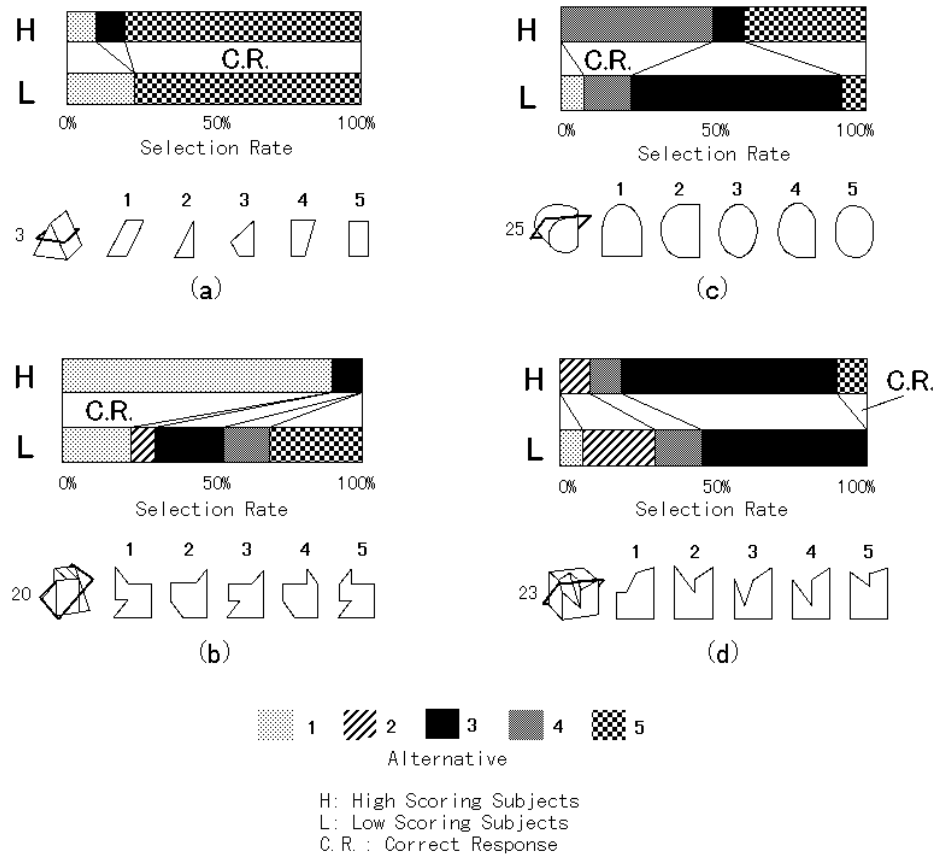 H
C.R.
L
0% 50% 100%
Selection Rate
1 2 3 4 5
3
(a)
H
C.R.
L
0% 50% 100%
Selection Rate
1 2 3 4 5
25
(c)
H
C.R.
L
0% 50% 100%
Selection Rate
1 2 3 4 5
20
(b)
H
C.R.
L
0% 50% 100%
Selection Rate
1 2 3 4 5
23
(d)
1 2 3 4 5
Alternative
H: High Scoring Subjects
L: Low Scoring Subjects
C.R.: Correct Response